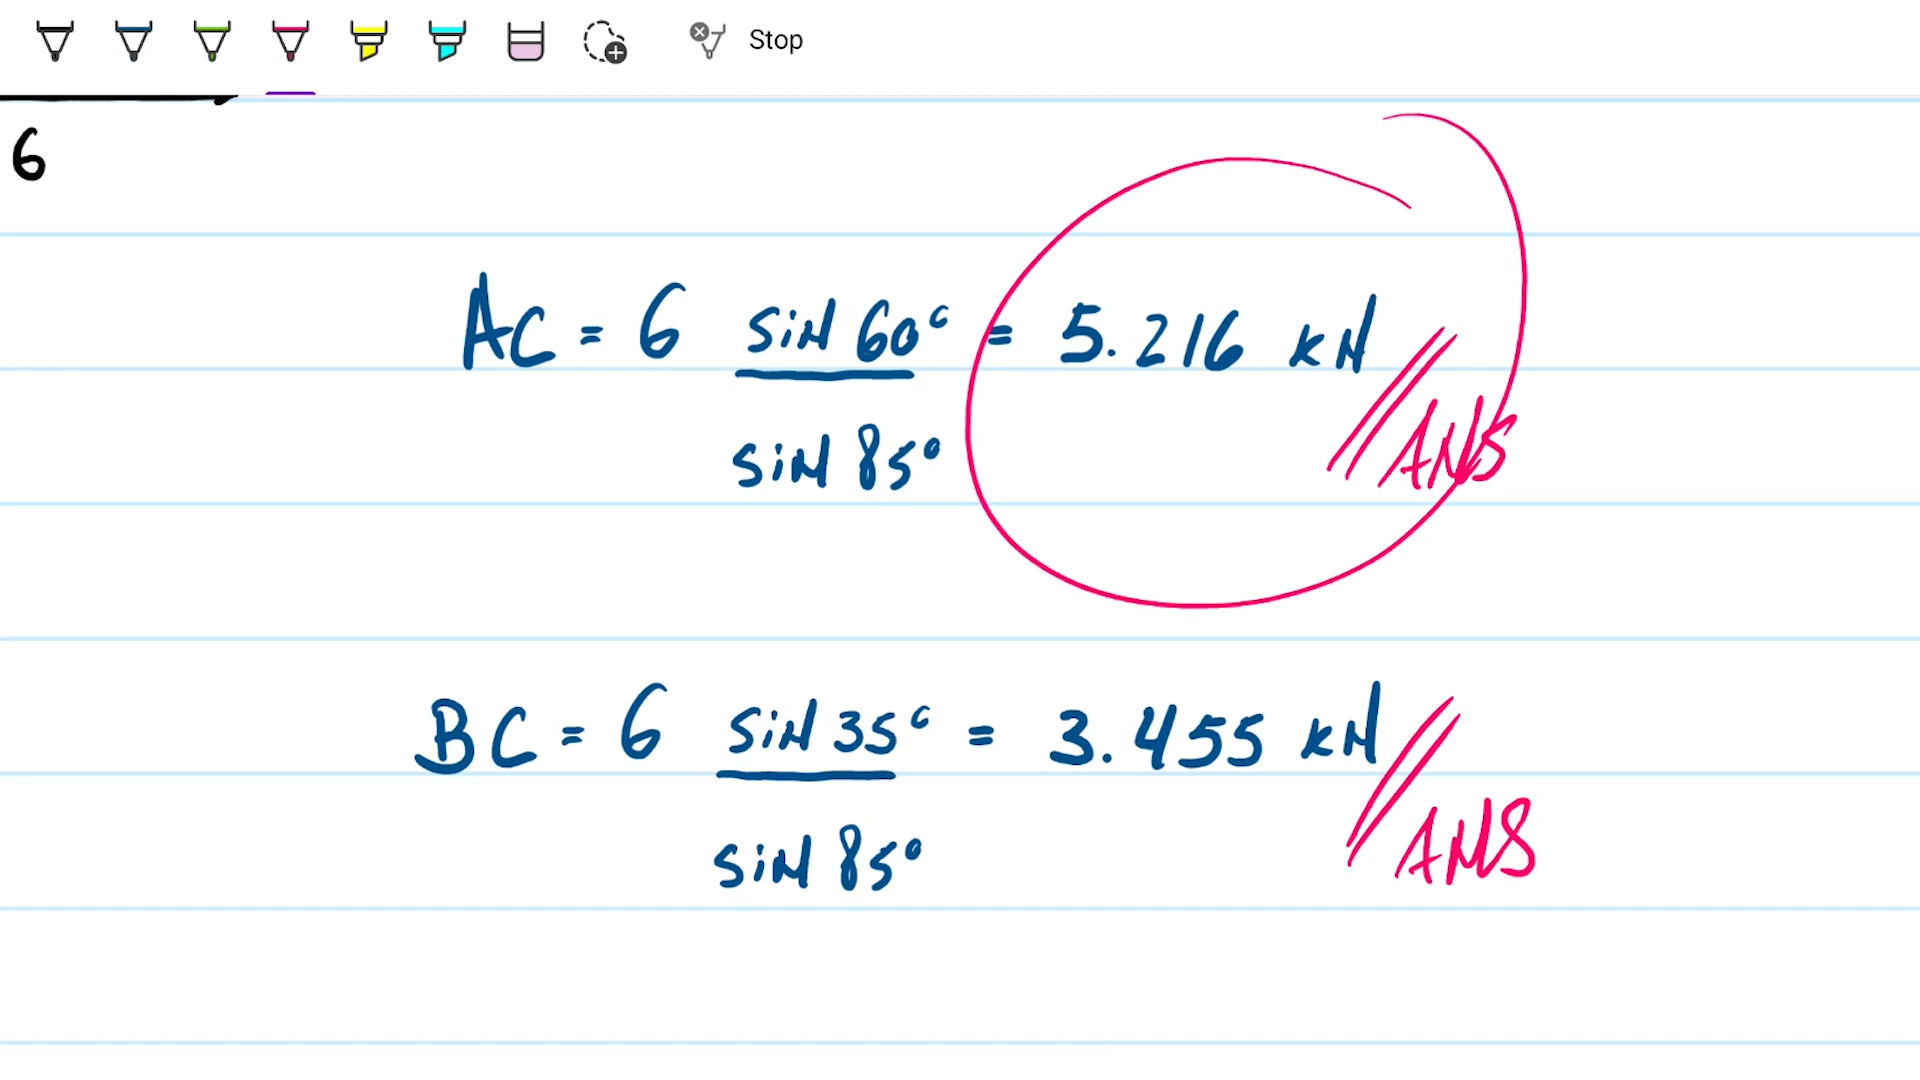 Stop
6
AC = 6 sin 60° = 5.216 kN
sin 85°
ANS
BC = 6 sin 35° = 3.455 kN
sin 85°
ANS